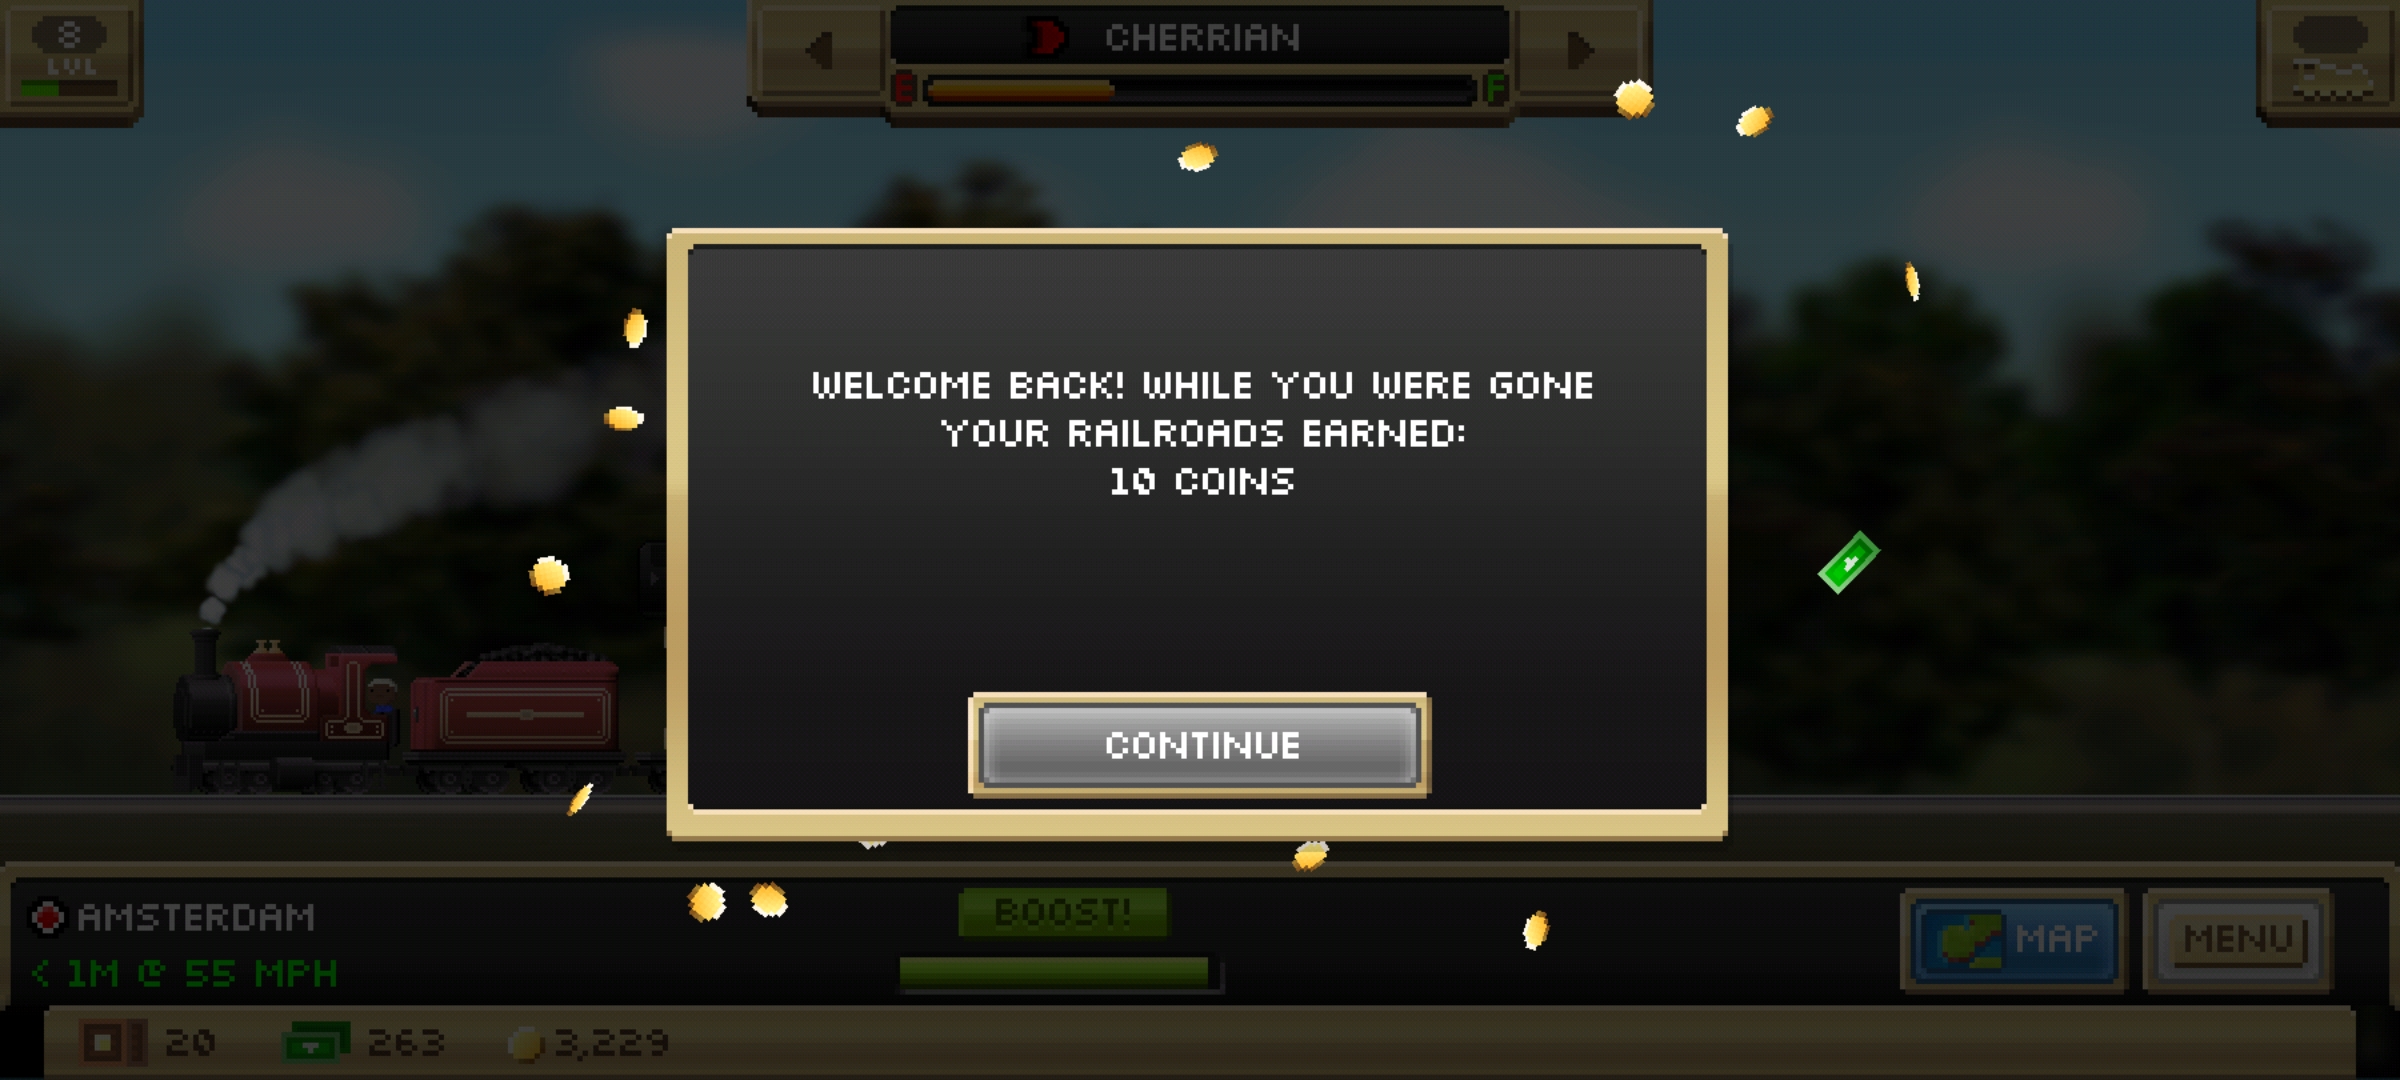 8
LVL
CHERRIAN
E F
WELCOME BACK! WHILE YOU WERE GONE
YOUR RAILROADS EARNED:
10 COINS
CONTINUE
AMSTERDAM
< 1M @ 55 MPH
BOOST!
MAP
MENU
20 263 3,229